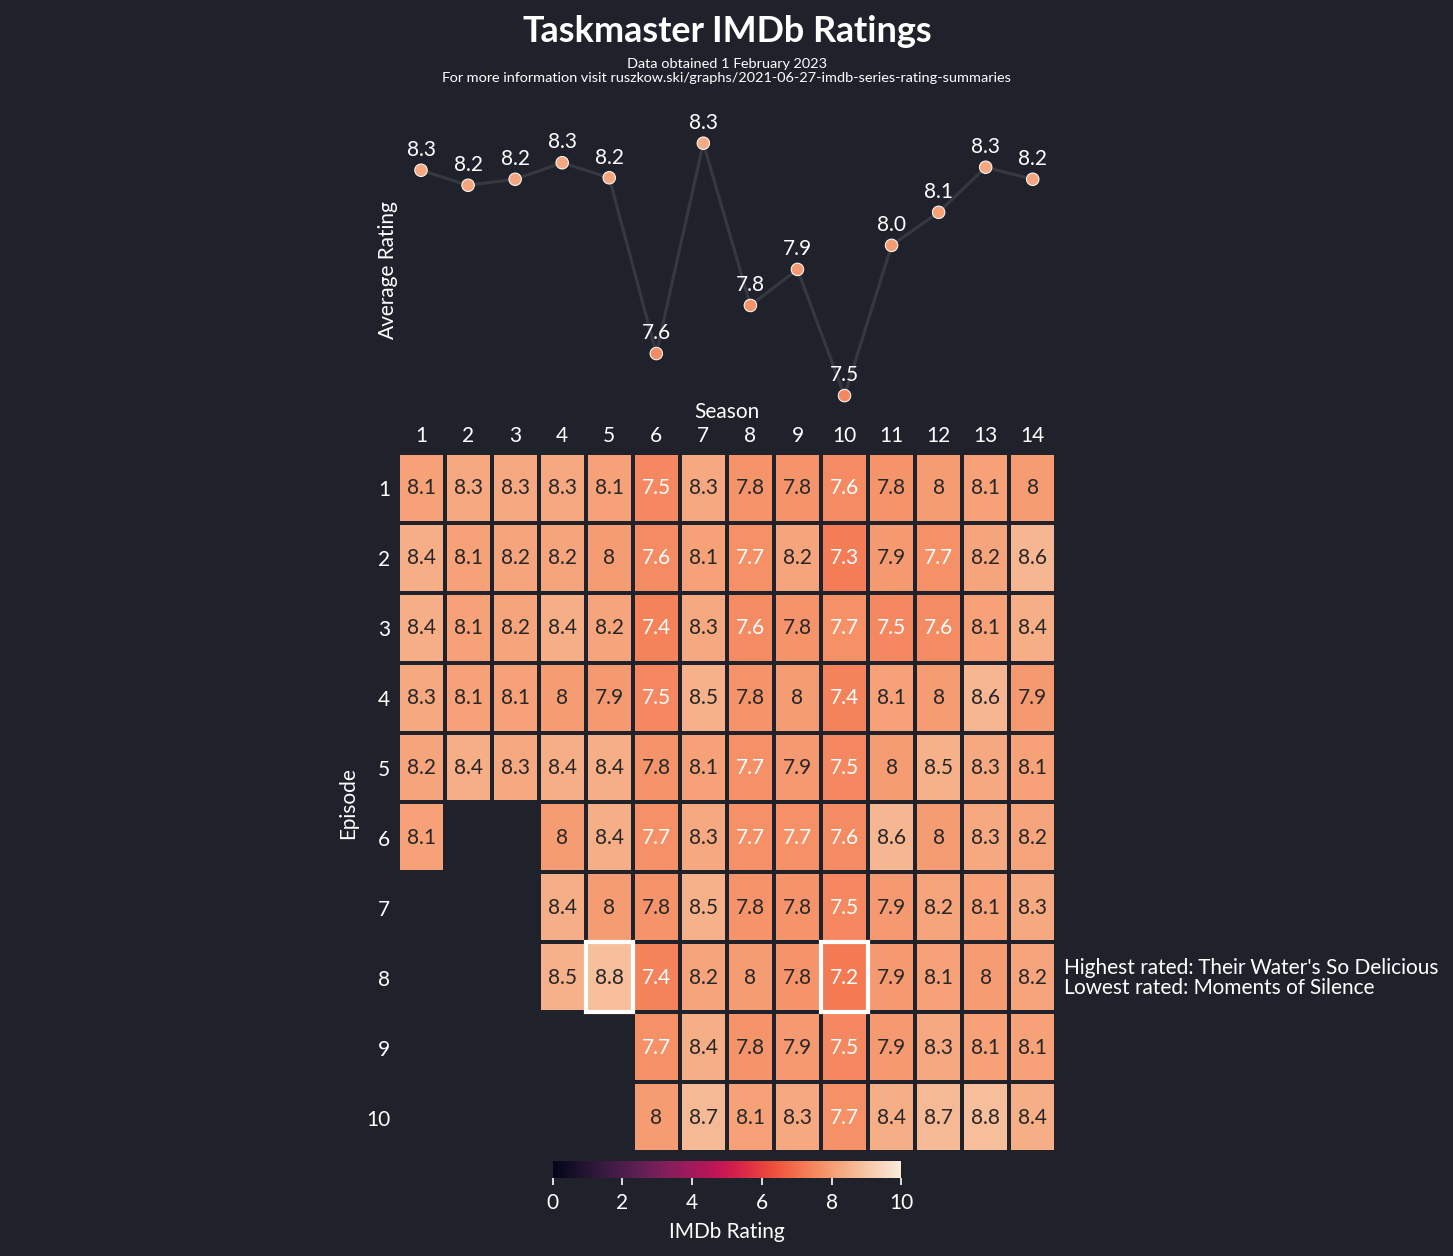 Taskmaster IMDb Ratings
Data obtained 1 February 2023
For more information visit ruszkow.ski/graphs/2021-06-27-imdb-series-rating-summaries
8.3 8.2 8.2 8.3 8.2 7.6 8.3 7.8 7.9 7.5 8.0 8.1 8.3 8.2
Average Rating
Season
1 2 3 4 5 6 7 8 9 10 11 12 13 14
1 8.1 8.3 8.3 8.3 8.1 7.5 8.3 7.8 7.8 7.6 7.8 8 8.1 8
2 8.4 8.1 8.2 8.2 8 7.6 8.1 7.7 8.2 7.3 7.9 7.7 8.2 8.6
3 8.4 8.1 8.2 8.4 8.2 7.4 8.3 7.6 7.8 7.7 7.5 7.6 8.1 8.4
4 8.3 8.1 8.1 8 7.9 7.5 8.5 7.8 8 7.4 8.1 8 8.6 7.9
5 8.2 8.4 8.3 8.4 8.4 7.8 8.1 7.7 7.9 7.5 8 8.5 8.3 8.1
Episode
6 8.1 8 8.4 7.7 8.3 7.7 7.7 7.6 8.6 8 8.3 8.2
7 8.4 8 7.8 8.5 7.8 7.8 7.5 7.9 8.2 8.1 8.3
8 8.5 8.8 7.4 8.2 8 7.8 7.2 7.9 8.1 8 8.2
Highest rated: Their Water's So Delicious
Lowest rated: Moments of Silence
9 7.7 8.4 7.8 7.9 7.5 7.9 8.3 8.1 8.1
10 8 8.7 8.1 8.3 7.7 8.4 8.7 8.8 8.4
0 2 4 6 8 10
IMDb Rating